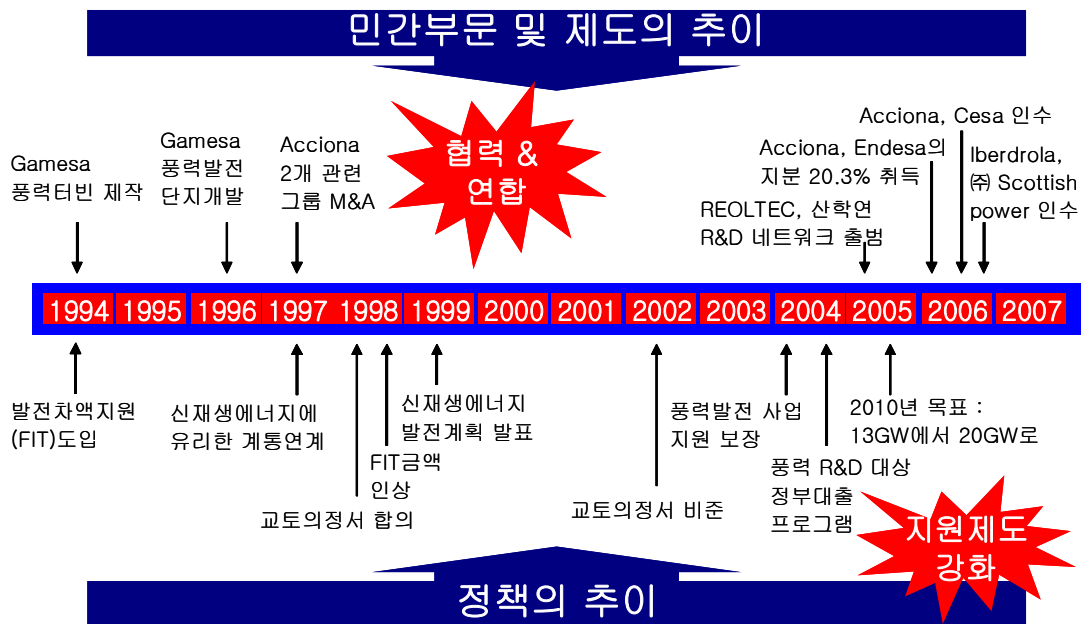 민간부문 및 제도의 추이
협력 &
연합
Gamesa
풍력터빈 제작
Gamesa
풍력발전
단지개발
Acciona
2개 관련
그룹 M&A
REOLTEC, 산학연
R&D 네트워크 출범
Acciona, Endesa의
지분 20.3% 취득
Acciona, Cesa 인수
Iberdrola,
㈜ Scottish
power 인수
1994 1995 1996 1997 1998 1999 2000 2001 2002 2003 2004 2005 2006 2007
발전차액지원
(FIT)도입
신재생에너지에
유리한 계통연계
교토의정서 합의
FIT금액
인상
신재생에너지
발전계획 발표
교토의정서 비준
풍력발전 사업
지원 보장
풍력 R&D 대상
정부대출
프로그램
2010년 목표 :
13GW에서 20GW로
지원제도
강화
정책의 추이